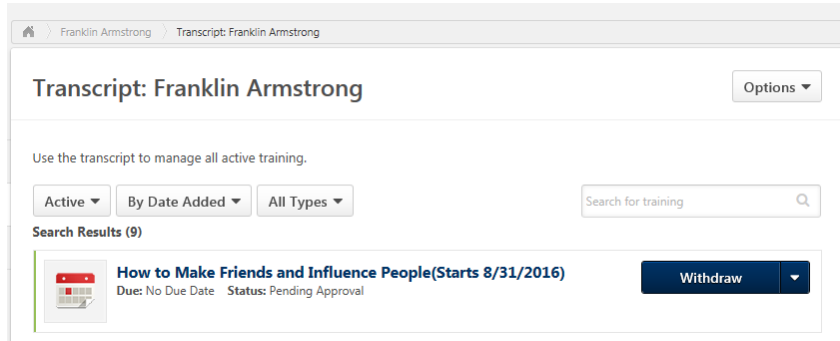 Franklin Armstrong Transcript: Franklin Armstrong
Transcript: Franklin Armstrong
Options
Use the transcript to manage all active training.
Active By Date Added All Types Search for training
Search Results (9)
How to Make Friends and Influence People(Starts 8/31/2016)
Withdraw
Due: No Due Date Status: Pending Approval